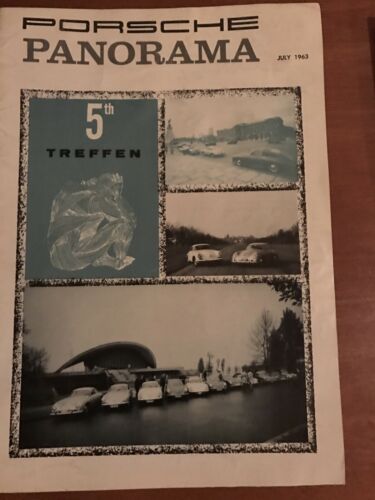 PORSCHE
PANORAMA
JULY 1963
5th
TREFFEN